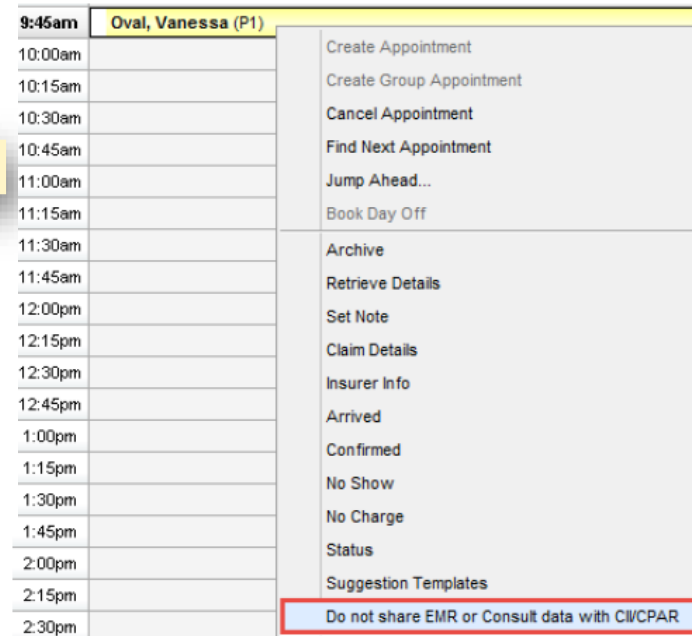 9:45am Oval, Vanessa (P1)
10:00am
10:15am
10:30am
10:45am
11:00am
11:15am
11:30am
11:45am
12:00pm
12:15pm
12:30pm
12:45pm
1:00pm
1:15pm
1:30pm
1:45pm
2:00pm
2:15pm
2:30pm
Create Appointment
Create Group Appointment
Cancel Appointment
Find Next Appointment
Jump Ahead...
Book Day Off
Archive
Retrieve Details
Set Note
Claim Details
Insurer Info
Arrived
Confirmed
No Show
No Charge
Status
Suggestion Templates
Do not share EMR or Consult data with CII/CPAR